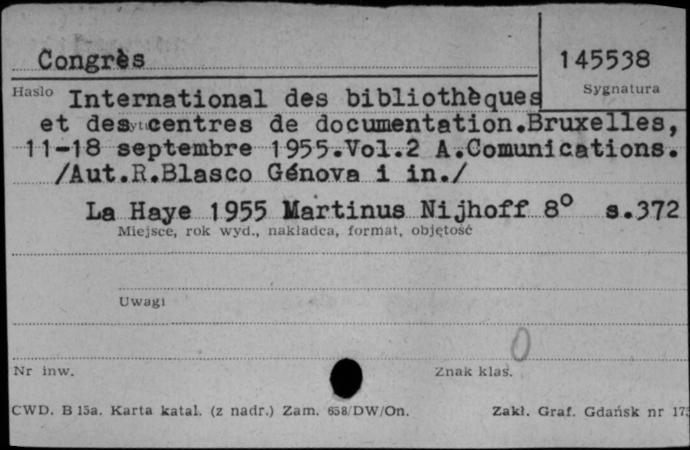 Congrès
145538
Hasło
Sygnatura
International des bibliothèques
et des centres de documentation.Bruxelles,
11-18 septembre 1955.Vol.2 A.Comunications.
/Aut.R.Blasco Génova i in./
La Haye 1955 Martinus Nijhoff 8° s.372
Miejsce, rok wyd., nakładca, format, objętość
Uwagi
0
Nr inw.
Znak klas.
CWD. B 15a. Karta katal. (z nadr.) Zam. 658/DW/On.
Zakł. Graf. Gdańsk nr